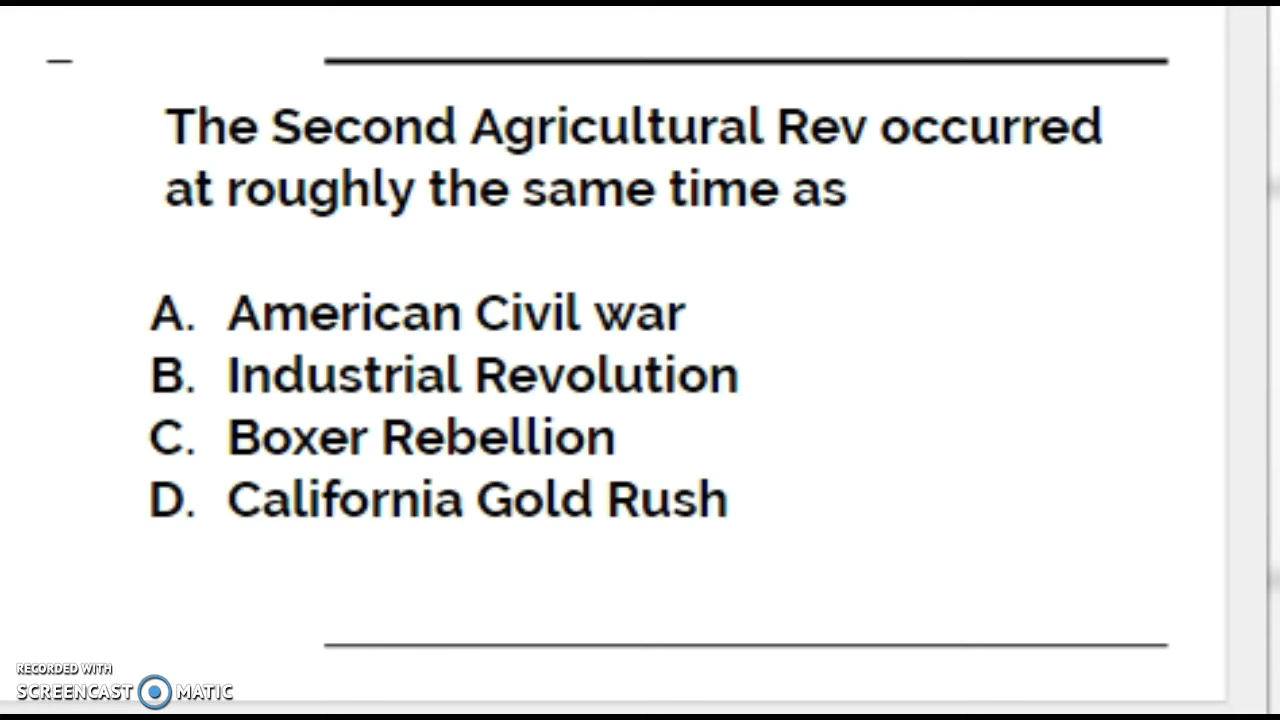 The Second Agricultural Rev occurred
at roughly the same time as
A. American Civil war
B. Industrial Revolution
C. Boxer Rebellion
D. California Gold Rush
RECORDED WITH
SCREENCAST MATIC